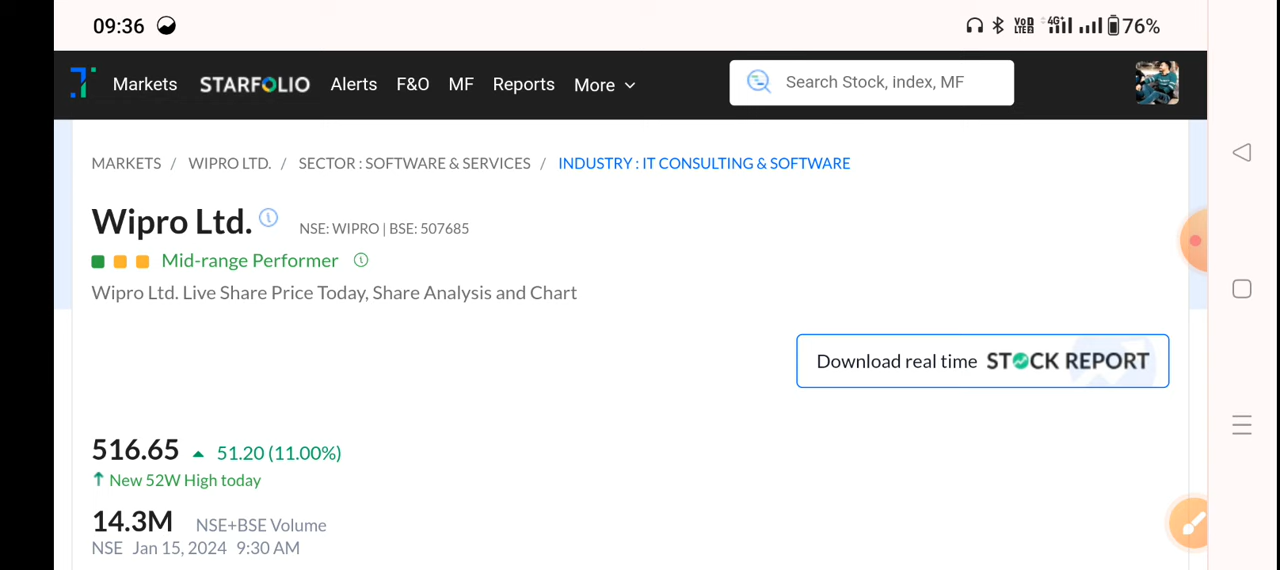 09:36 VoD LTE2 4G+ 76%
Markets STARFOLIO Alerts F&O MF Reports More Search Stock, index, MF
MARKETS / WIPRO LTD. / SECTOR : SOFTWARE & SERVICES / INDUSTRY : IT CONSULTING & SOFTWARE
Wipro Ltd. NSE: WIPRO | BSE: 507685
Mid-range Performer
Wipro Ltd. Live Share Price Today, Share Analysis and Chart
Download real time STOCK REPORT
516.65 51.20 (11.00%)
New 52W High today
14.3M NSE+BSE Volume
NSE Jan 15, 2024 9:30 AM